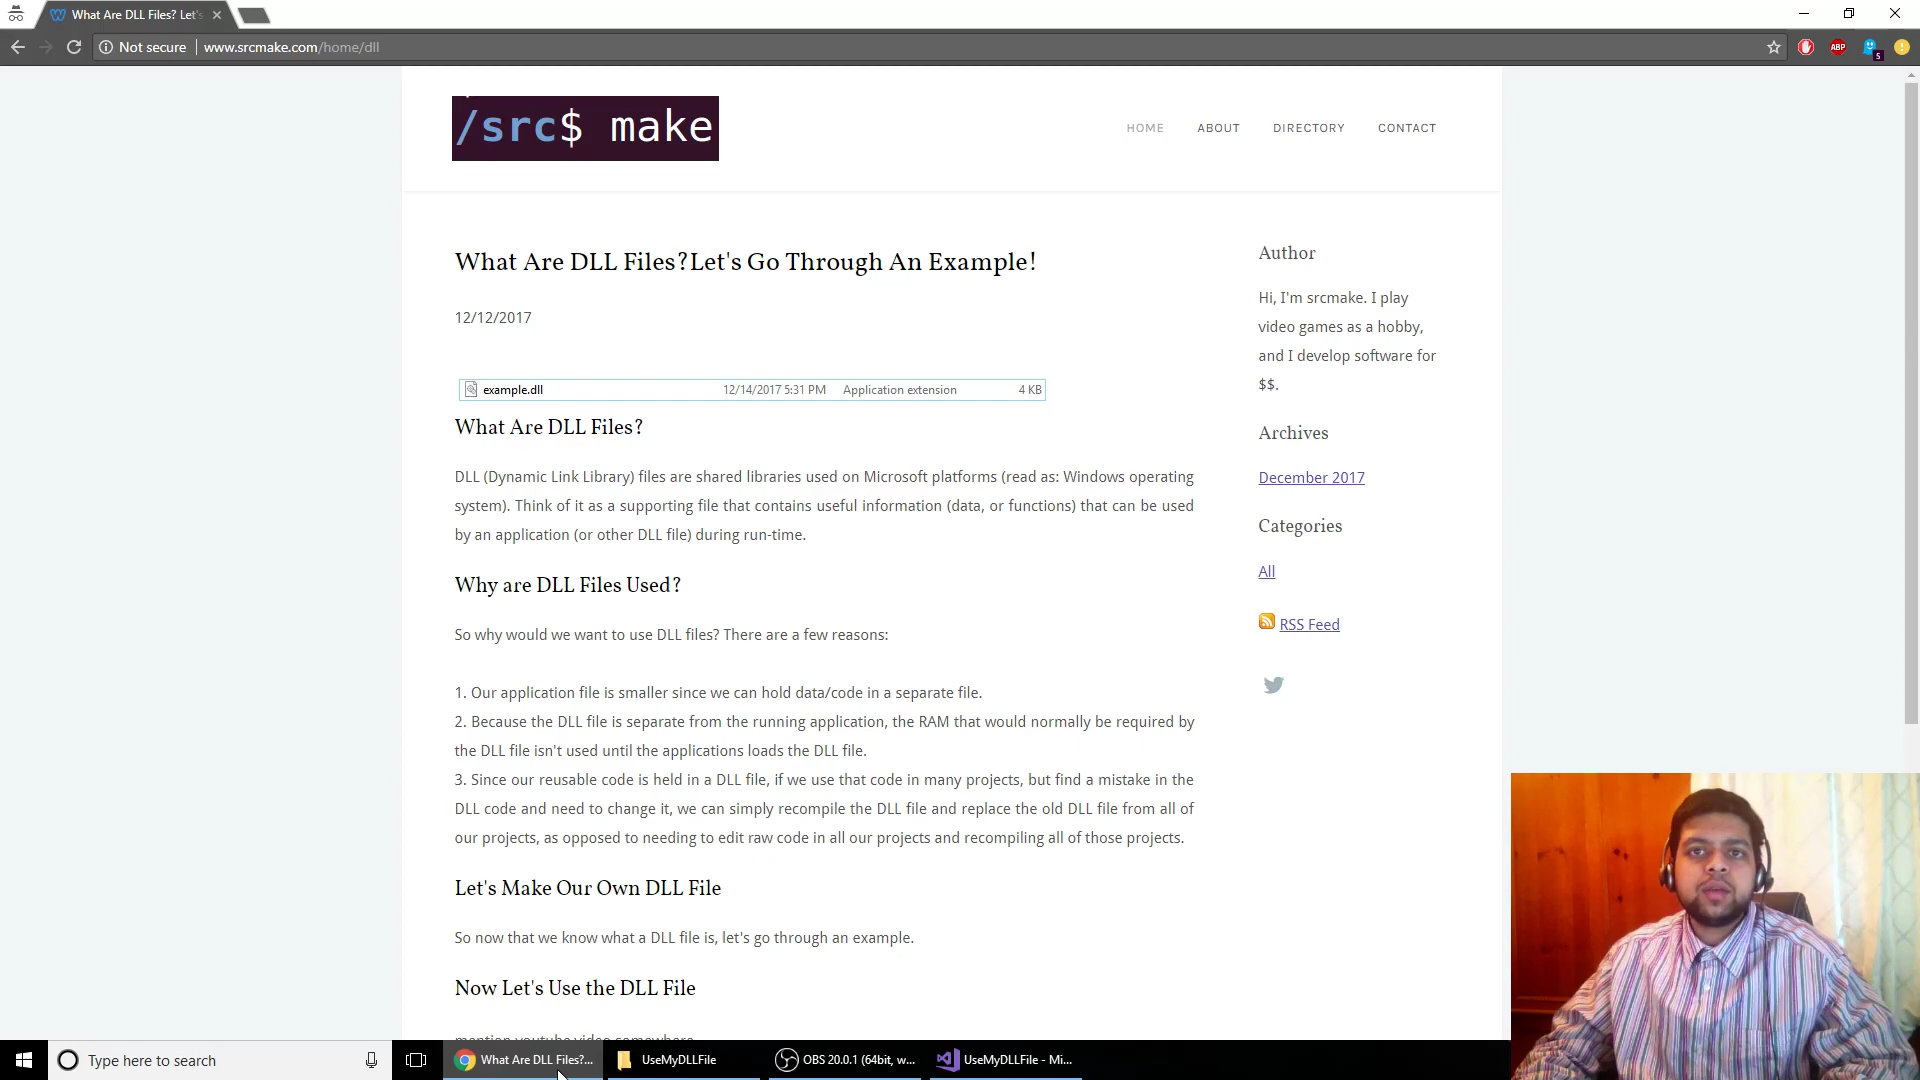 What Are DLL Files? Let's
Not secure
www.srcmake.com/home/dll
ABP
5
/src$ make
HOME
ABOUT
DIRECTORY
CONTACT
What Are DLL Files?Let's Go Through An Example!
12/12/2017
example.dll 12/14/2017 5:31 PM Application extension 4 KB
What Are DLL Files?
DLL (Dynamic Link Library) files are shared libraries used on Microsoft platforms (read as: Windows operating
system). Think of it as a supporting file that contains useful information (data, or functions) that can be used
by an application (or other DLL file) during run-time.
Why are DLL Files Used?
So why would we want to use DLL files? There are a few reasons:
1. Our application file is smaller since we can hold data/code in a separate file.
2. Because the DLL file is separate from the running application, the RAM that would normally be required by
the DLL file isn't used until the applications loads the DLL file.
3. Since our reusable code is held in a DLL file, if we use that code in many projects, but find a mistake in the
DLL code and need to change it, we can simply recompile the DLL file and replace the old DLL file from all of
our projects, as opposed to needing to edit raw code in all our projects and recompiling all of those projects.
Let's Make Our Own DLL File
So now that we know what a DLL file is, let's go through an example.
Now Let's Use the DLL File
mention youtube video somewhere
Author
Hi, I'm srcmake. I play
video games as a hobby,
and I develop software for
$$.
Archives
December 2017
Categories
All
RSS Feed
Type here to search
What Are DLL Files?...
UseMyDLLFile
OBS 20.0.1 (64bit, w...
UseMyDLLFile - Mi...